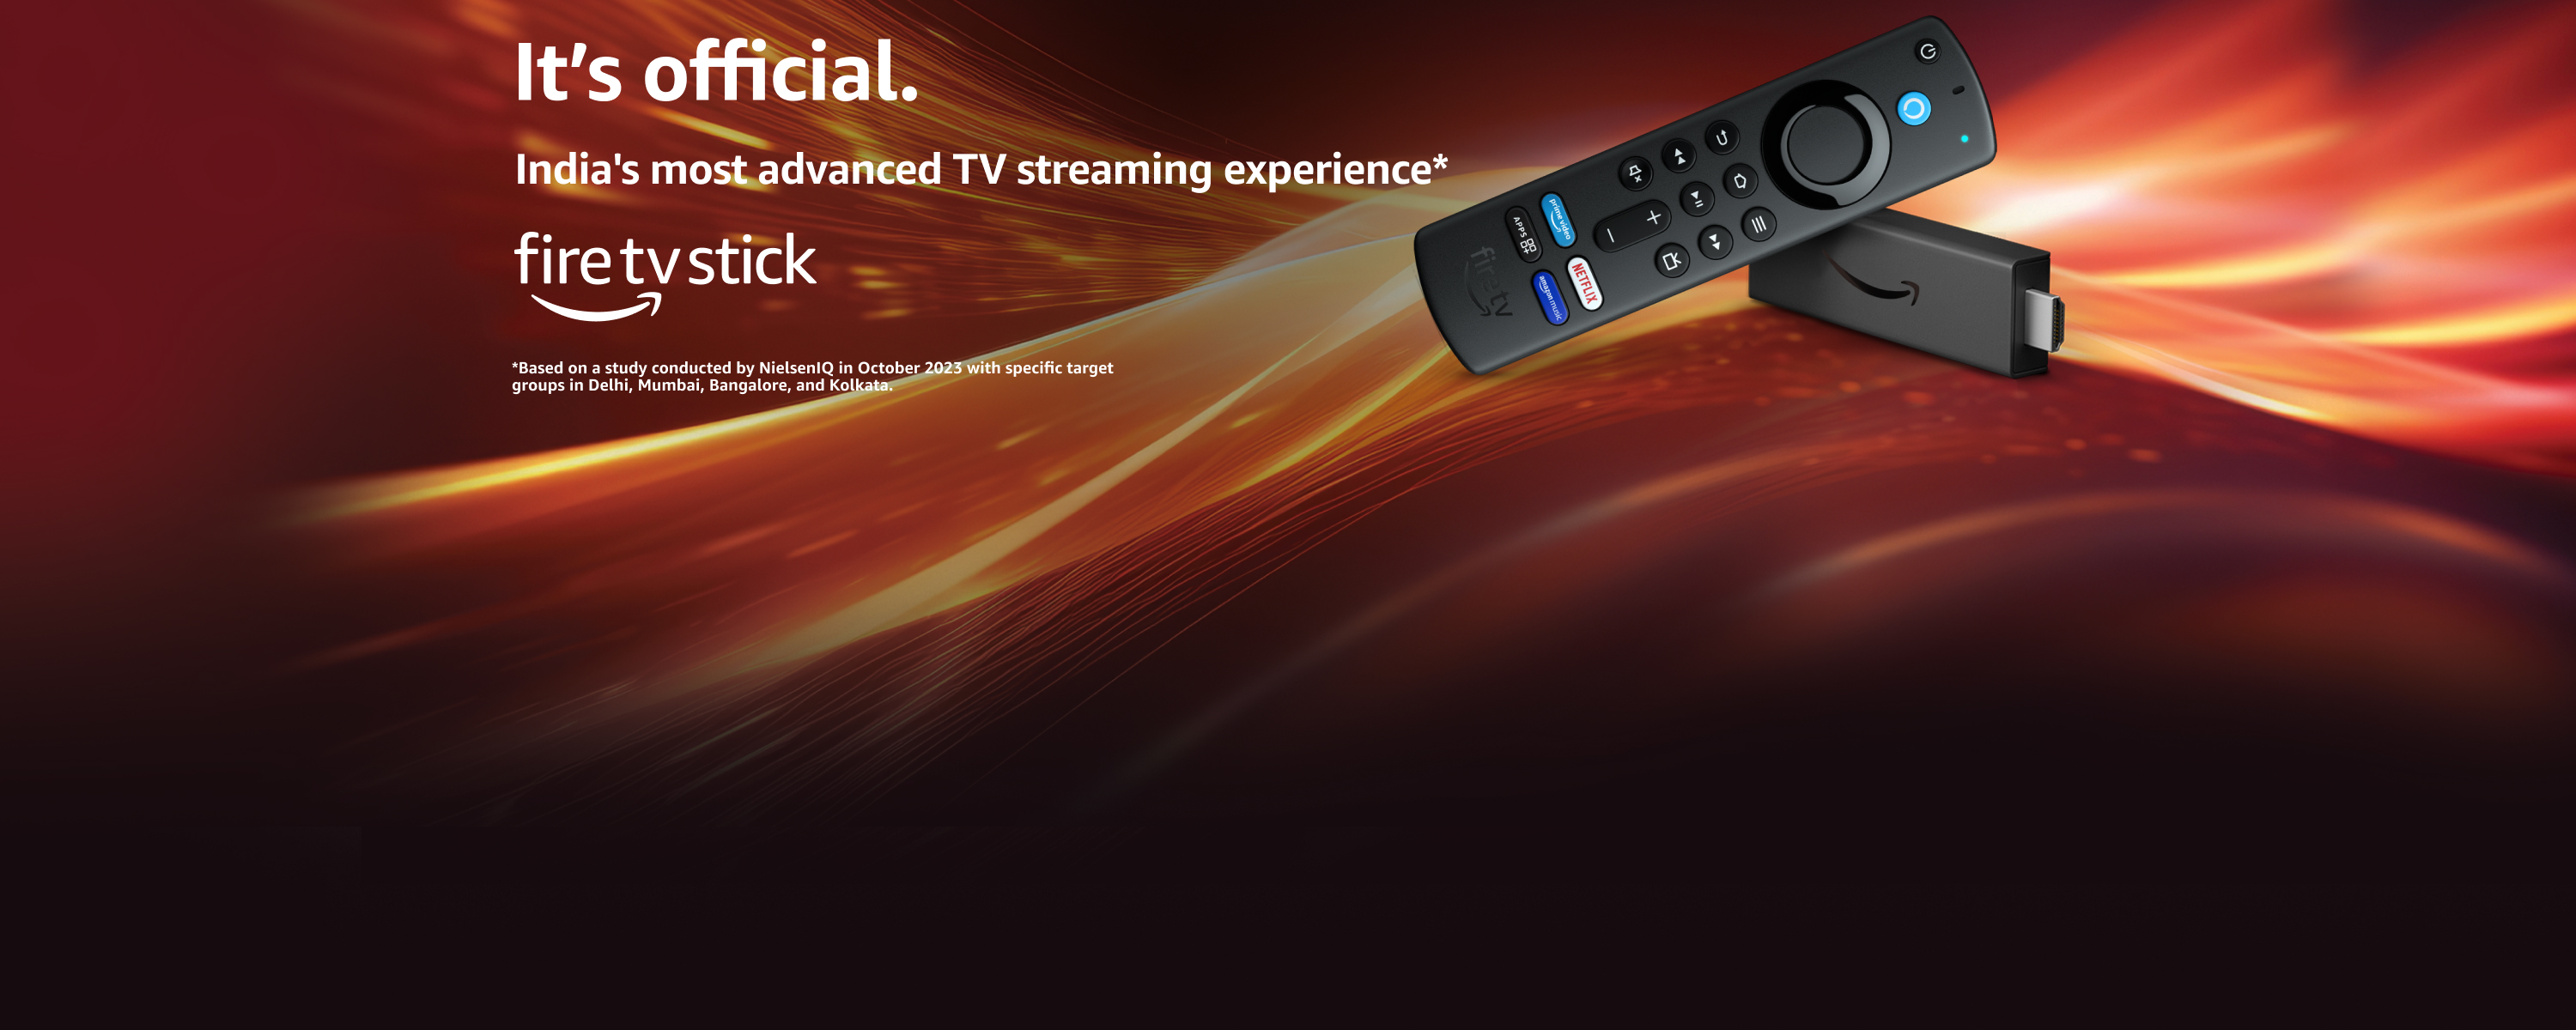 It’s official.
India's most advanced TV streaming experience*
fire tv stick
*Based on a study conducted by NielsenIQ in October 2023 with specific target
groups in Delhi, Mumbai, Bangalore, and Kolkata.
prime video
APPS
NETFLIX
amazon music
fire tv